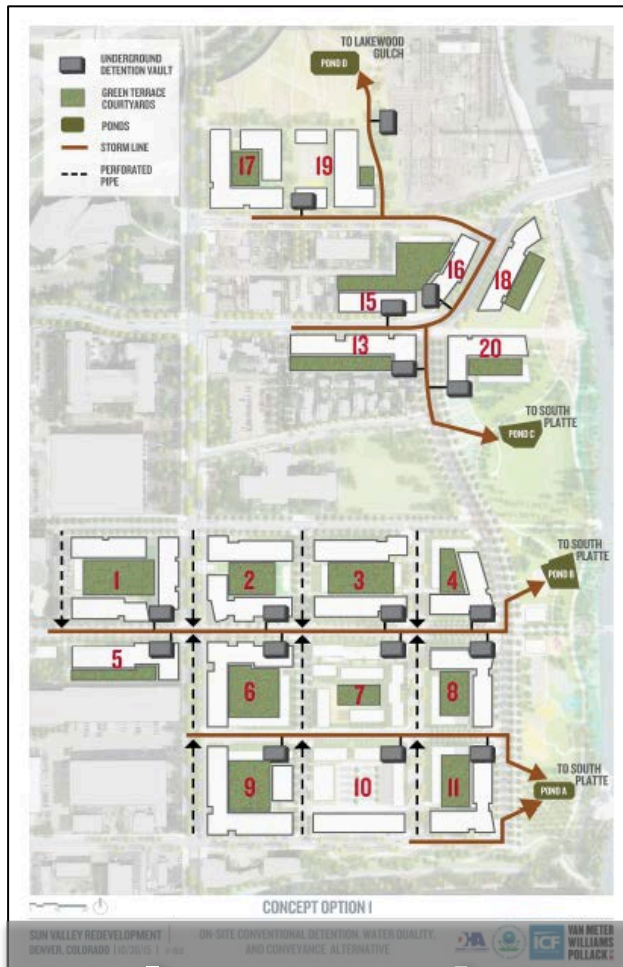 UNDERGROUND
DETENTION VAULT
GREEN TERRACE
COURTYARDS
PONDS
STORM LINE
PERFORATED
PIPE
TO LAKEWOOD
GULCH
POND D
17
19
16
18
15
13
20
TO SOUTH
PLATTE
POND C
1
2
3
4
TO SOUTH
PLATTE
POND B
5
6
7
8
9
10
11
TO SOUTH
PLATTE
POND A
CONCEPT OPTION 1
SUN VALLEY REDEVELOPMENT
DENVER, COLORADO
ON-SITE CONVENTIONAL DETENTION, WATER QUALITY,
AND CONVEYANCE ALTERNATIVE
ICF
VAN METER
WILLIAMS
POLLACK